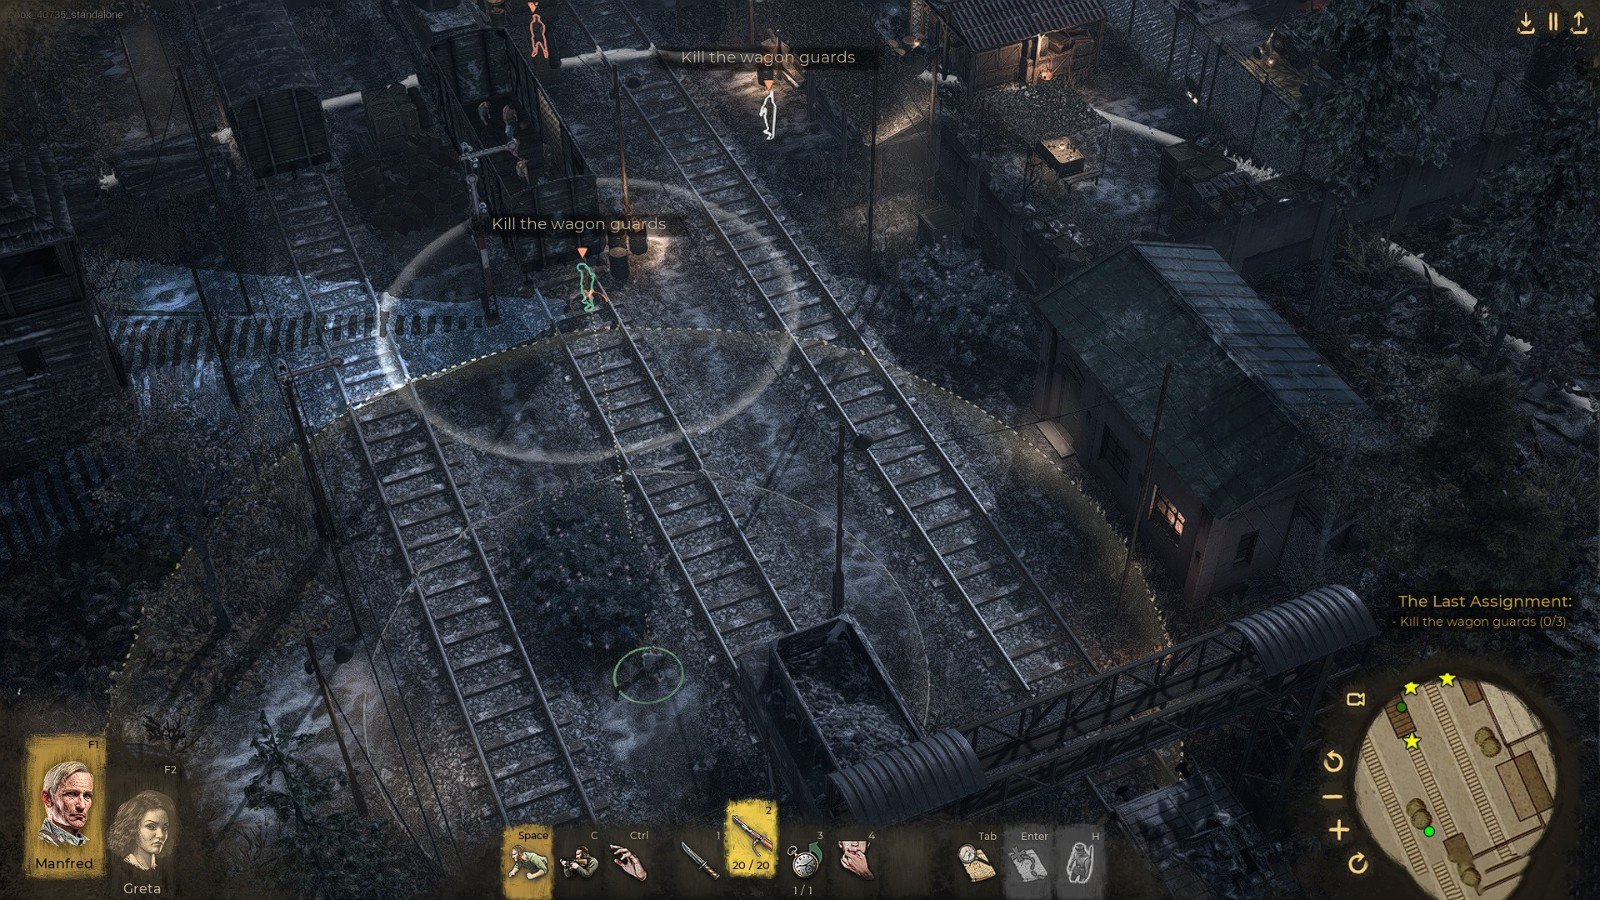 Kill the wagon guards
Kill the wagon guards
The Last Assignment:
- Kill the wagon guards (0/3)
F1
Manfred
F2
Greta
Space
C
Ctrl
1
2
20 / 20
3
1 / 1
4
Tab
Enter
H